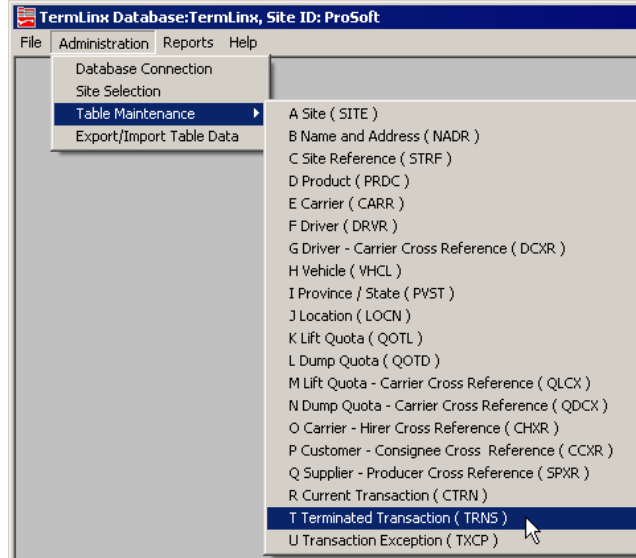 TermLinx Database:TermLinx, Site ID: ProSoft
File Administration Reports Help
Database Connection
Site Selection
Table Maintenance
Export/Import Table Data
A Site ( SITE )
B Name and Address ( NADR )
C Site Reference ( STRF )
D Product ( PRDC )
E Carrier ( CARR )
F Driver ( DRVR )
G Driver - Carrier Cross Reference ( DCXR )
H Vehicle ( VHCL )
I Province / State ( PVST )
J Location ( LOCN )
K Lift Quota ( QOTL )
L Dump Quota ( QOTD )
M Lift Quota - Carrier Cross Reference ( QLCX )
N Dump Quota - Carrier Cross Reference ( QDCX )
O Carrier - Hirer Cross Reference ( CHXR )
P Customer - Consignee Cross  Reference ( CCXR )
Q Supplier - Producer Cross Reference ( SPXR )
R Current Transaction ( CTRN )
T Terminated Transaction ( TRNS )
U Transaction Exception ( TXCP )